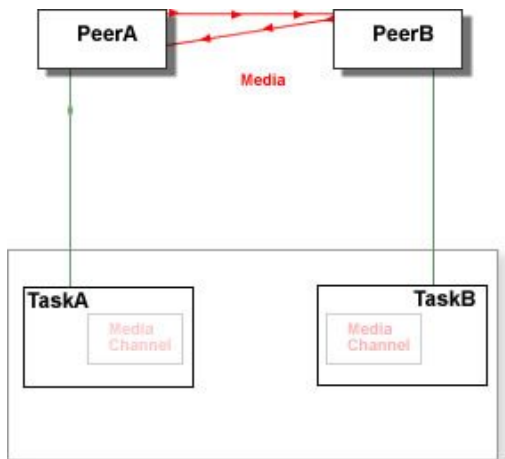 PeerA
PeerB
Media
TaskA
TaskB
Media
Channel
Media
Channel